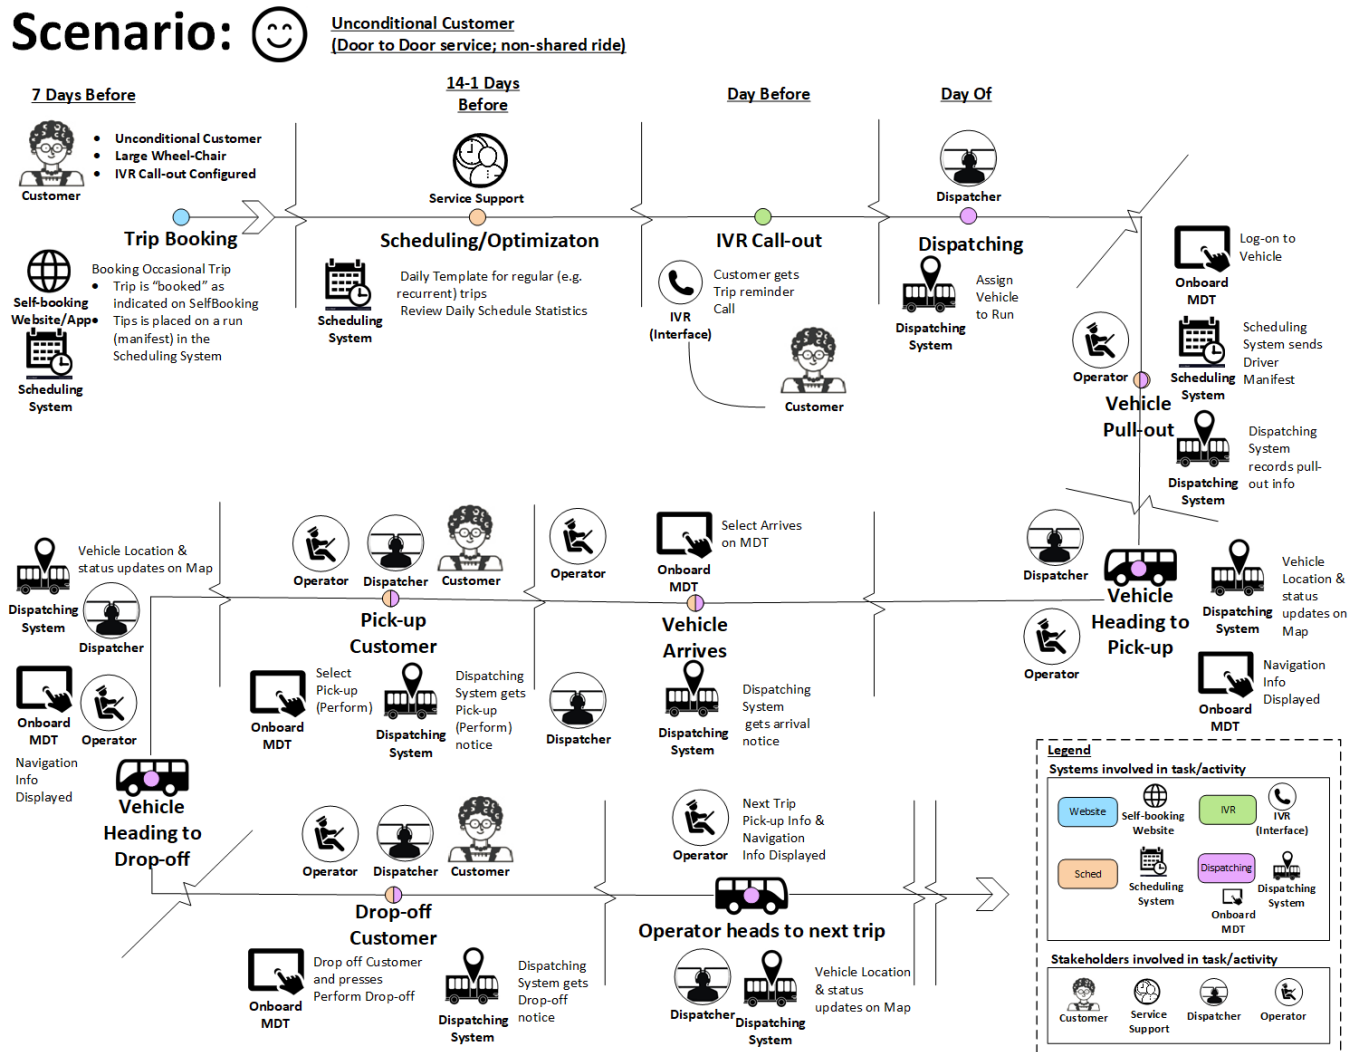 Scenario:
Unconditional Customer
(Door to Door service; non-shared ride)
7 Days Before
14-1 Days
Before
Day Before
Day Of
• Unconditional Customer
• Large Wheel-Chair
• IVR Call-out Configured
Customer
Service Support
Dispatcher
Trip Booking
Scheduling/Optimizaton
IVR Call-out
Dispatching
Self-booking
Website/App
Scheduling
System
Booking Occasional Trip
• Trip is “booked” as
indicated on SelfBooking
• Tips is placed on a run
(manifest) in the
Scheduling System
Scheduling
System
Daily Template for regular (e.g.
recurrent) trips
Review Daily Schedule Statistics
IVR
(Interface)
Customer gets
Trip reminder
Call
Customer
Dispatching
System
Assign
Vehicle
to Run
Onboard
MDT
Log-on to
Vehicle
Operator
Vehicle
Pull-out
Scheduling
System
Scheduling
System sends
Driver
Manifest
Dispatching
System
Dispatching
System
records pull-
out info
Dispatcher
Operator
Vehicle
Heading to
Pick-up
Dispatching
System
Vehicle
Location &
status
updates on
Map
Onboard
MDT
Navigation
Info
Displayed
Operator
Onboard
MDT
Select Arrives
on MDT
Vehicle
Arrives
Dispatcher
Dispatching
System
Dispatching
System
gets arrival
notice
Operator
Dispatcher
Customer
Pick-up
Customer
Onboard
MDT
Select
Pick-up
(Perform)
Dispatching
System
Dispatching
System gets
Pick-up
(Perform)
notice
Dispatching
System
Vehicle Location &
status updates on Map
Dispatcher
Onboard
MDT
Operator
Navigation
Info
Displayed
Vehicle
Heading to
Drop-off
Operator
Dispatcher
Customer
Drop-off
Customer
Onboard
MDT
Drop off Customer
and presses
Perform Drop-off
Dispatching
System
Dispatching
System gets
Drop-off
notice
Operator
Next Trip
Pick-up Info &
Navigation
Info Displayed
Operator heads to next trip
Dispatcher
Dispatching
System
Vehicle Location
& status
updates on Map
Legend
Systems involved in task/activity
Website
Self-booking
Website
IVR
IVR
(Interface)
Sched
Scheduling
System
Dispatching
Onboard
MDT
Dispatching
System
Stakeholders involved in task/activity
Customer
Service
Support
Dispatcher
Operator